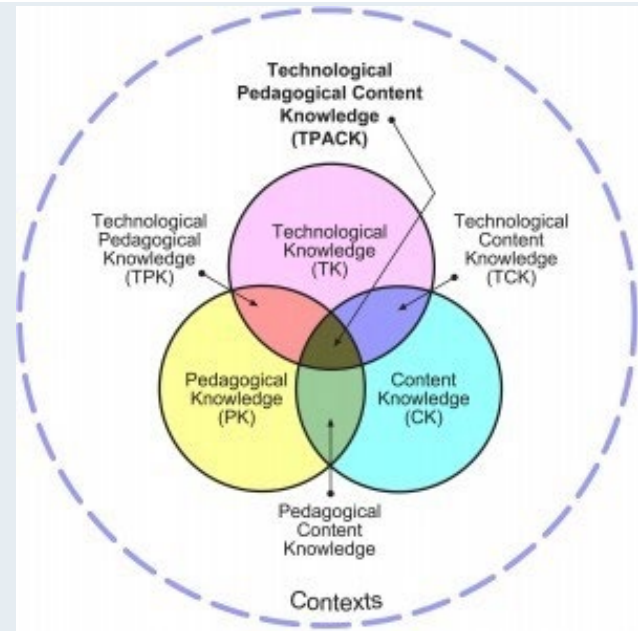 Technological
Pedagogical Content
Knowledge
(TPACK)
Technological
Pedagogical
Knowledge
(TPK)
Technological
Knowledge
(TK)
Technological
Content
Knowledge
(TCK)
Pedagogical
Knowledge
(PK)
Content
Knowledge
(CK)
Pedagogical
Content
Knowledge
Contexts